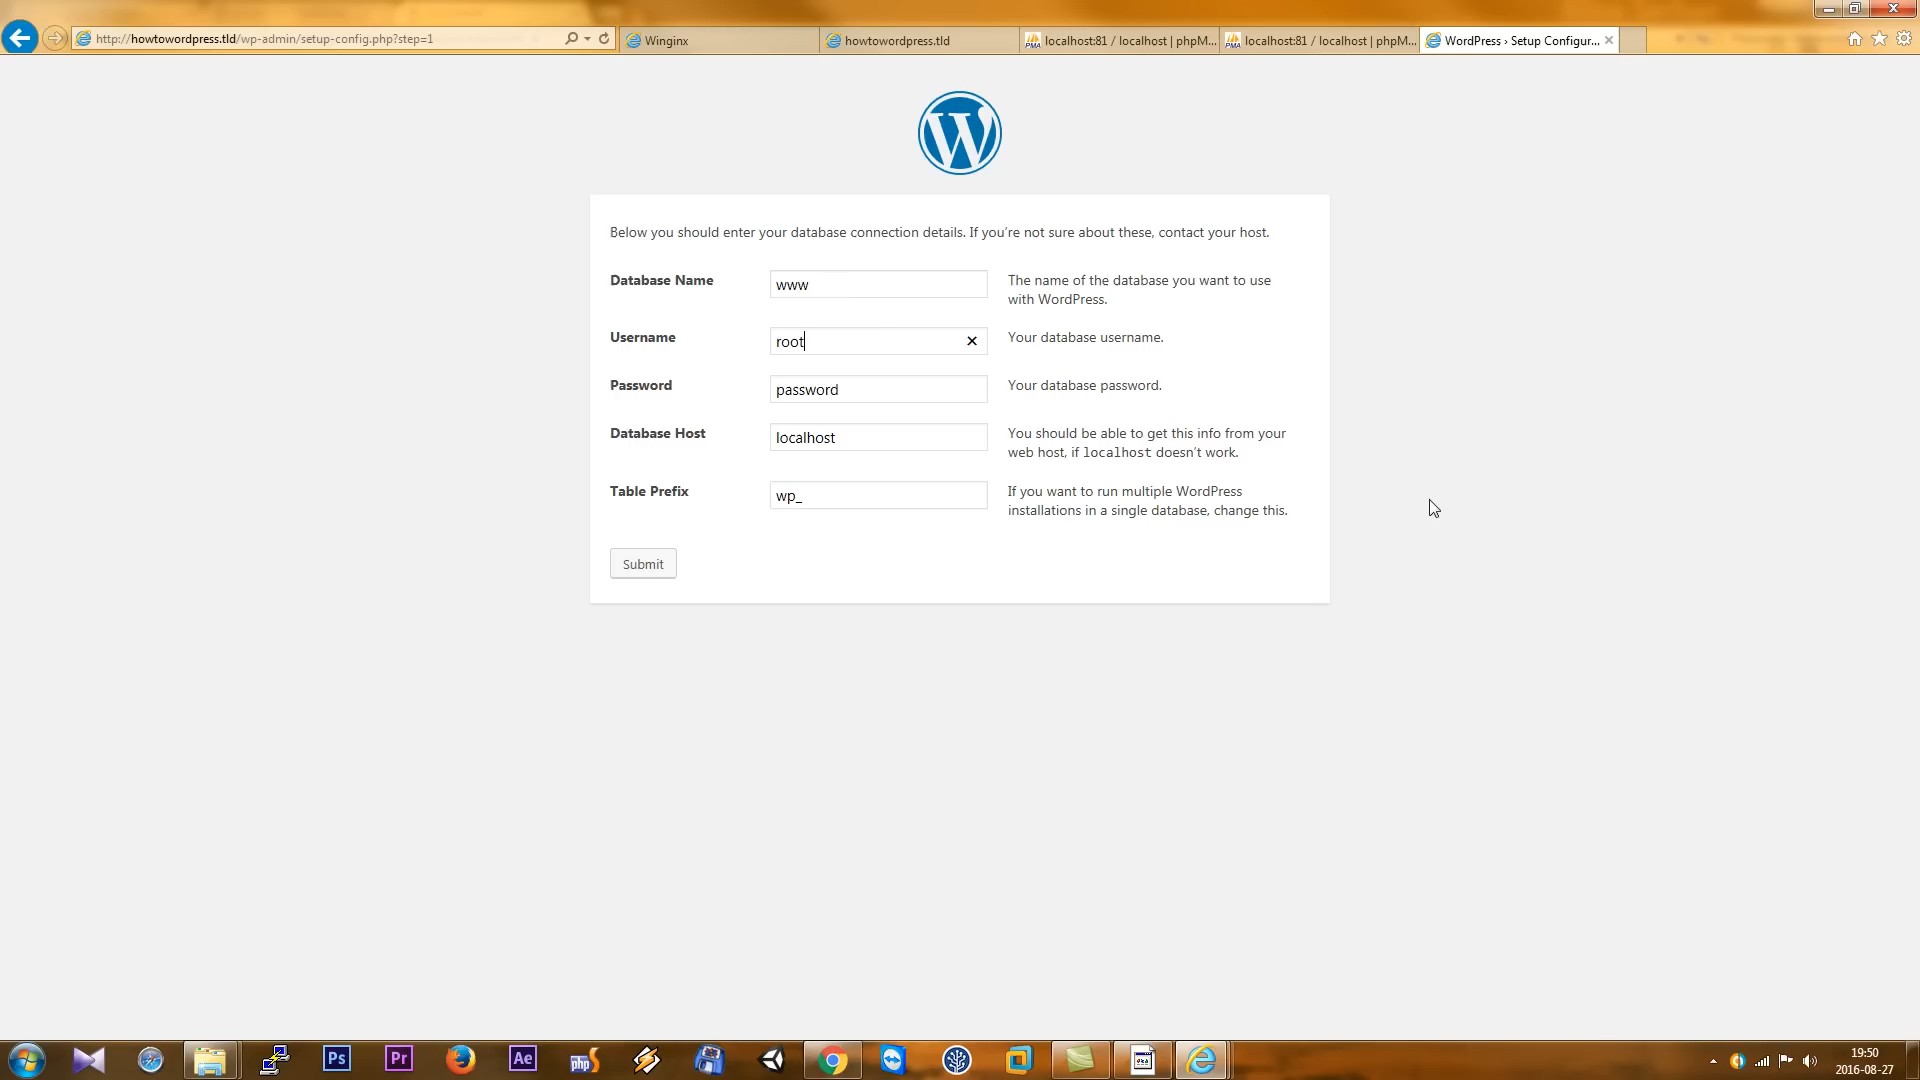 http://howtowordpress.tld/wp-admin/setup-config.php?step=1
Winginx
howtowordpress.tld
localhost:81 / localhost | phpM...
localhost:81 / localhost | phpM...
WordPress › Setup Configur...
W
Below you should enter your database connection details. If you’re not sure about these, contact your host.
Database Name
www
The name of the database you want to use
with WordPress.
Username
root
Your database username.
Password
password
Your database password.
Database Host
localhost
You should be able to get this info from your
web host, if localhost doesn’t work.
Table Prefix
wp_
If you want to run multiple WordPress
installations in a single database, change this.
Submit
Ps
Pr
Ae
php
19:50
2016-08-27